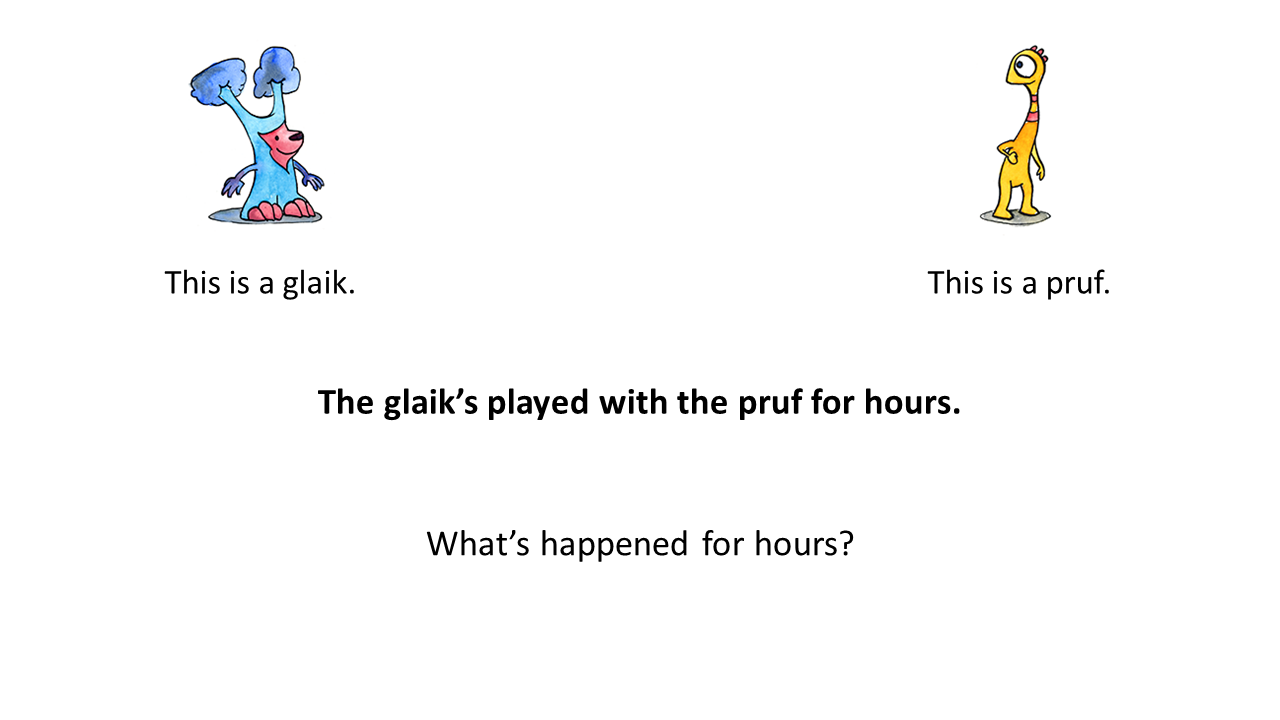 This is a glaik.
This is a pruf.
The glaik’s played with the pruf for hours.
What’s happened for hours?